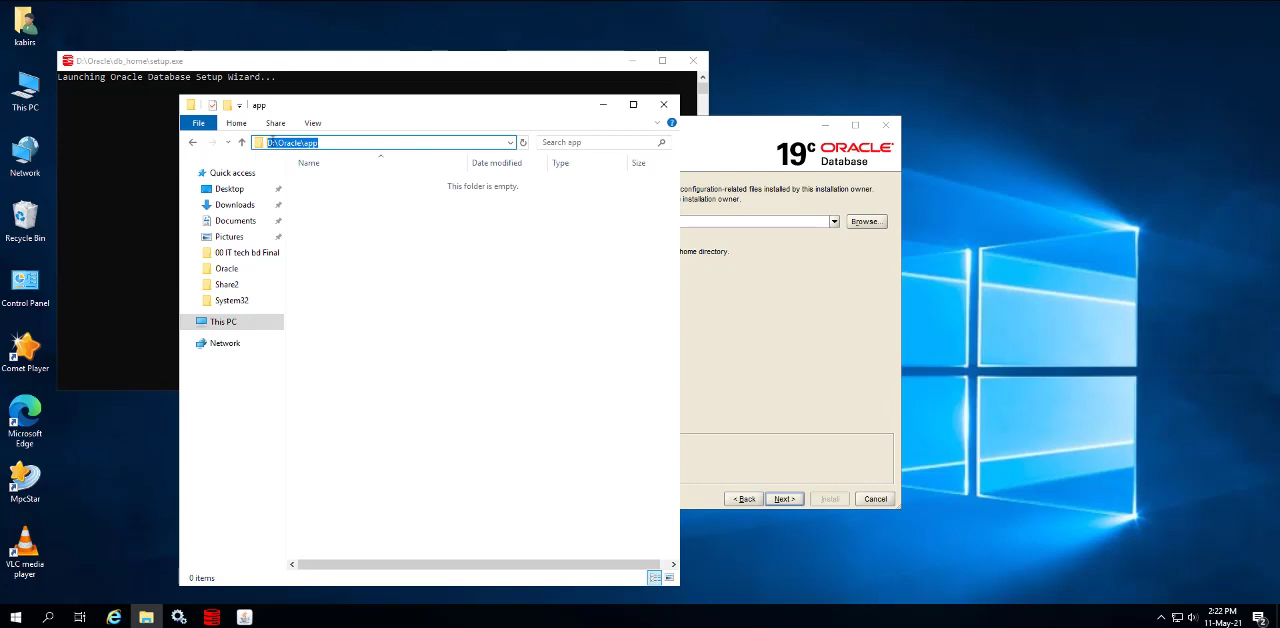 kabirs
This PC
Network
Recycle Bin
Control Panel
Comet Player
Microsoft
Edge
MpcStar
VLC media
player
D:\Oracle\db_home\setup.exe
Launching Oracle Database Setup Wizard...
app
File
Home
Share
View
D:\Oracle\app
Search app
Name
Date modified
Type
Size
This folder is empty.
Quick access
Desktop
Downloads
Documents
Pictures
00 IT tech bd Final
Oracle
Share2
System32
This PC
Network
0 items
19c ORACLE
Database
configuration-related files installed by this installation owner.
installation owner.
Browse...
home directory.
< Back
Next >
Install
Cancel
2:22 PM
11-May-21
2